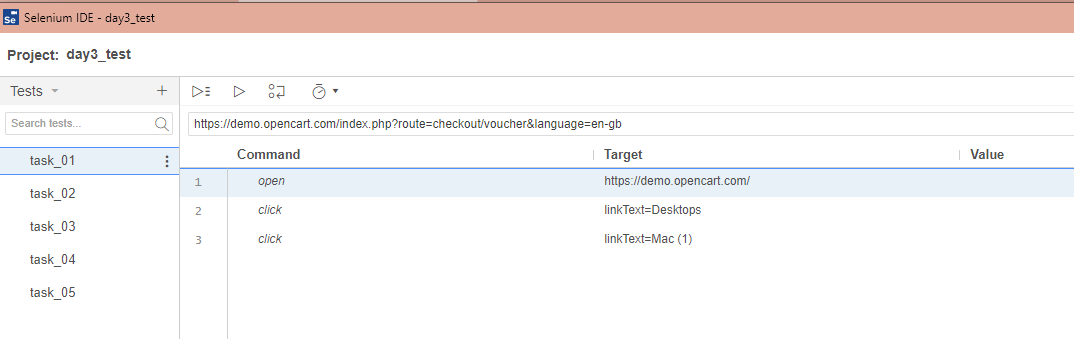 Se Selenium IDE - day3_test
Project: day3_test
Tests
Search tests...
task_01
task_02
task_03
task_04
task_05
https://demo.opencart.com/index.php?route=checkout/voucher&language=en-gb
Command Target Value
1 open https://demo.opencart.com/
2 click linkText=Desktops
3 click linkText=Mac (1)